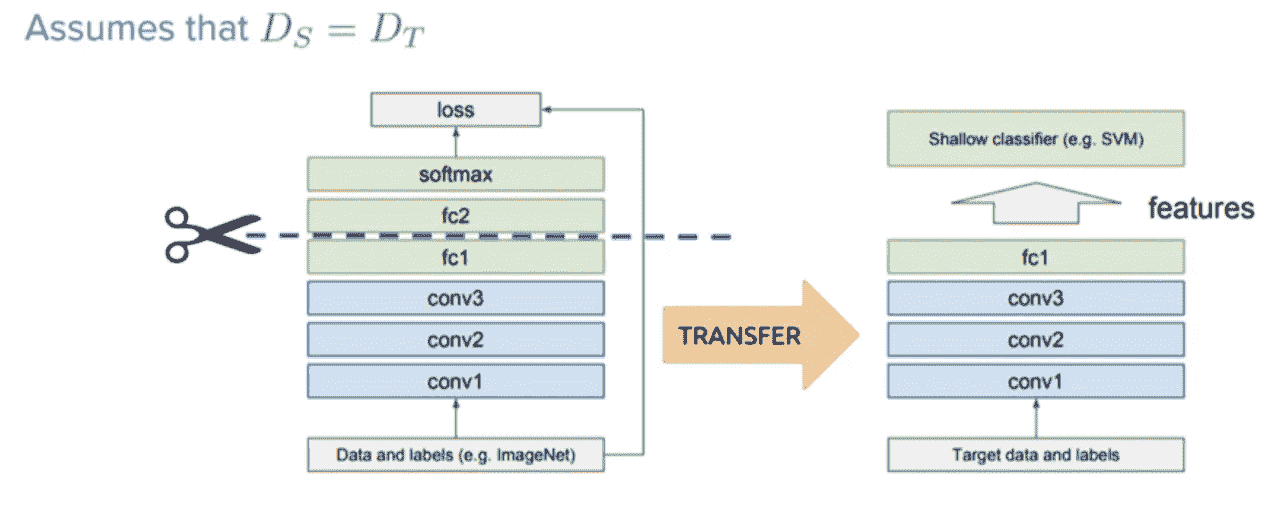 Assumes that D_S = D_T
loss
softmax
fc2
fc1
conv3
conv2
conv1
Data and labels (e.g. ImageNet)
TRANSFER
Shallow classifier (e.g. SVM)
features
fc1
conv3
conv2
conv1
Target data and labels